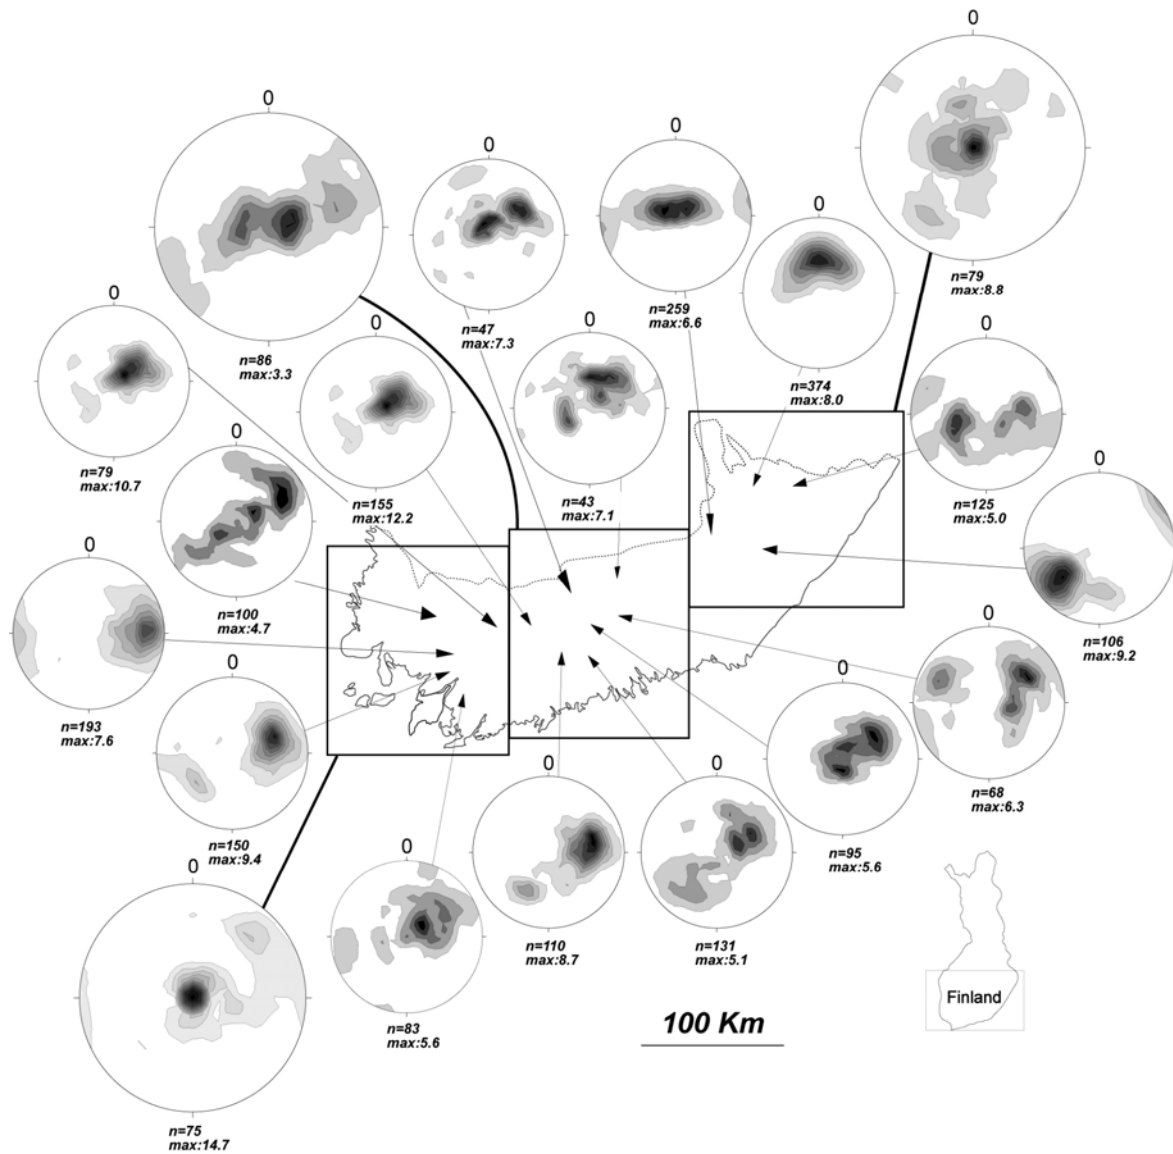 0
0
0
0
0
n=79
max:8.8
n=47
max:7.3
n=259
max:6.6
0
n=86
max:3.3
0
0
0
0
n=374
max:8.0
n=79
max:10.7
0
n=155
max:12.2
n=43
max:7.1
n=125
max:5.0
0
0
n=100
max:4.7
n=106
max:9.2
0
n=193
max:7.6
0
0
n=68
max:6.3
0
0
n=150
max:9.4
n=95
max:5.6
0
0
n=110
max:8.7
n=131
max:5.1
Finland
100 Km
n=83
max:5.6
n=75
max:14.7